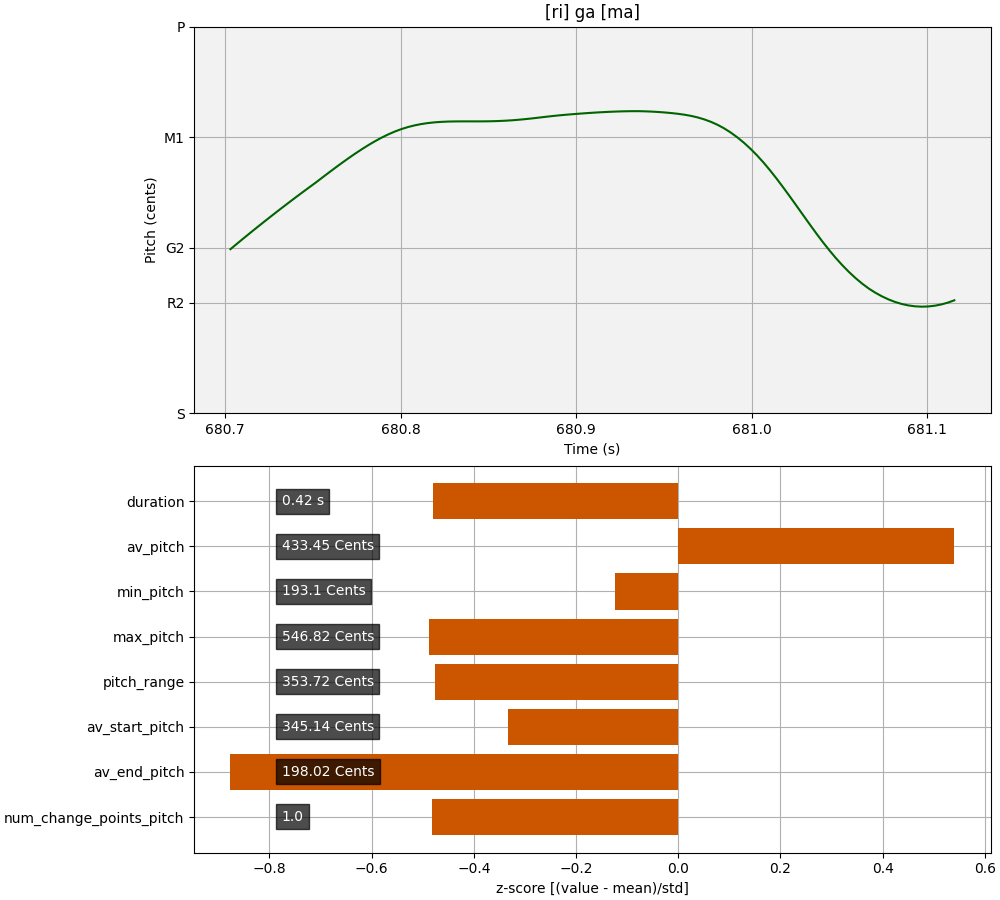 [ri] ga [ma]
P
M1
G2
R2
S
Pitch (cents)
680.7 680.8 680.9 681.0 681.1
Time (s)
duration 0.42 s
av_pitch 433.45 Cents
min_pitch 193.1 Cents
max_pitch 546.82 Cents
pitch_range 353.72 Cents
av_start_pitch 345.14 Cents
av_end_pitch 198.02 Cents
num_change_points_pitch 1.0
−0.8 −0.6 −0.4 −0.2 0.0 0.2 0.4 0.6
z-score [(value - mean)/std]